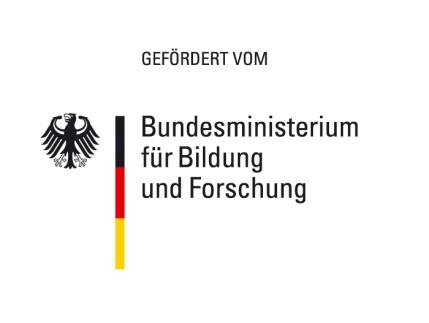 GEFÖRDERT VOM
Bundesministerium
für Bildung
und Forschung